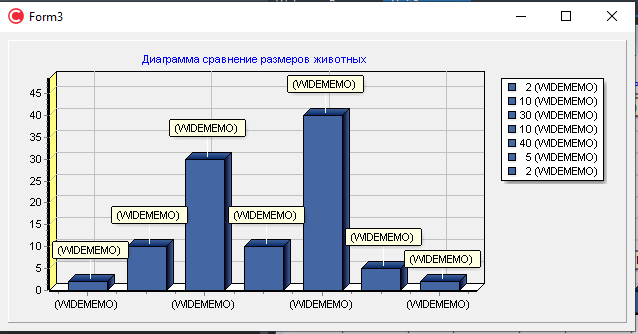 Form3
Диаграмма сравнение размеров животных
(WIDEMEMO)
(WIDEMEMO)
(WIDEMEMO)
(WIDEMEMO)
(WIDEMEMO)
(WIDEMEMO)
(WIDEMEMO)
45
40
35
30
25
20
15
10
5
0
(WIDEMEMO)
(WIDEMEMO)
(WIDEMEMO)
(WIDEMEMO)
2 (WIDEMEMO)
10 (WIDEMEMO)
30 (WIDEMEMO)
10 (WIDEMEMO)
40 (WIDEMEMO)
5 (WIDEMEMO)
2 (WIDEMEMO)